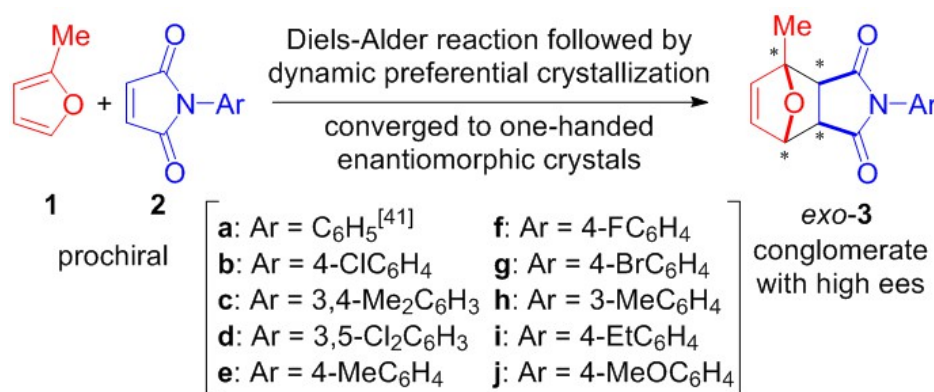 Me
O
+
O
N-Ar
O
1
2
prochiral
Diels-Alder reaction followed by
dynamic preferential crystallization
converged to one-handed
enantiomorphic crystals
a: Ar = C₆H₅[41]
b: Ar = 4-ClC₆H₄
c: Ar = 3,4-Me₂C₆H₃
d: Ar = 3,5-Cl₂C₆H₃
e: Ar = 4-MeC₆H₄
f: Ar = 4-FC₆H₄
g: Ar = 4-BrC₆H₄
h: Ar = 3-MeC₆H₄
i: Ar = 4-EtC₆H₄
j: Ar = 4-MeOC₆H₄
Me
*
*
O
O
N-Ar
*
*
O
exo-3
conglomerate
with high ees